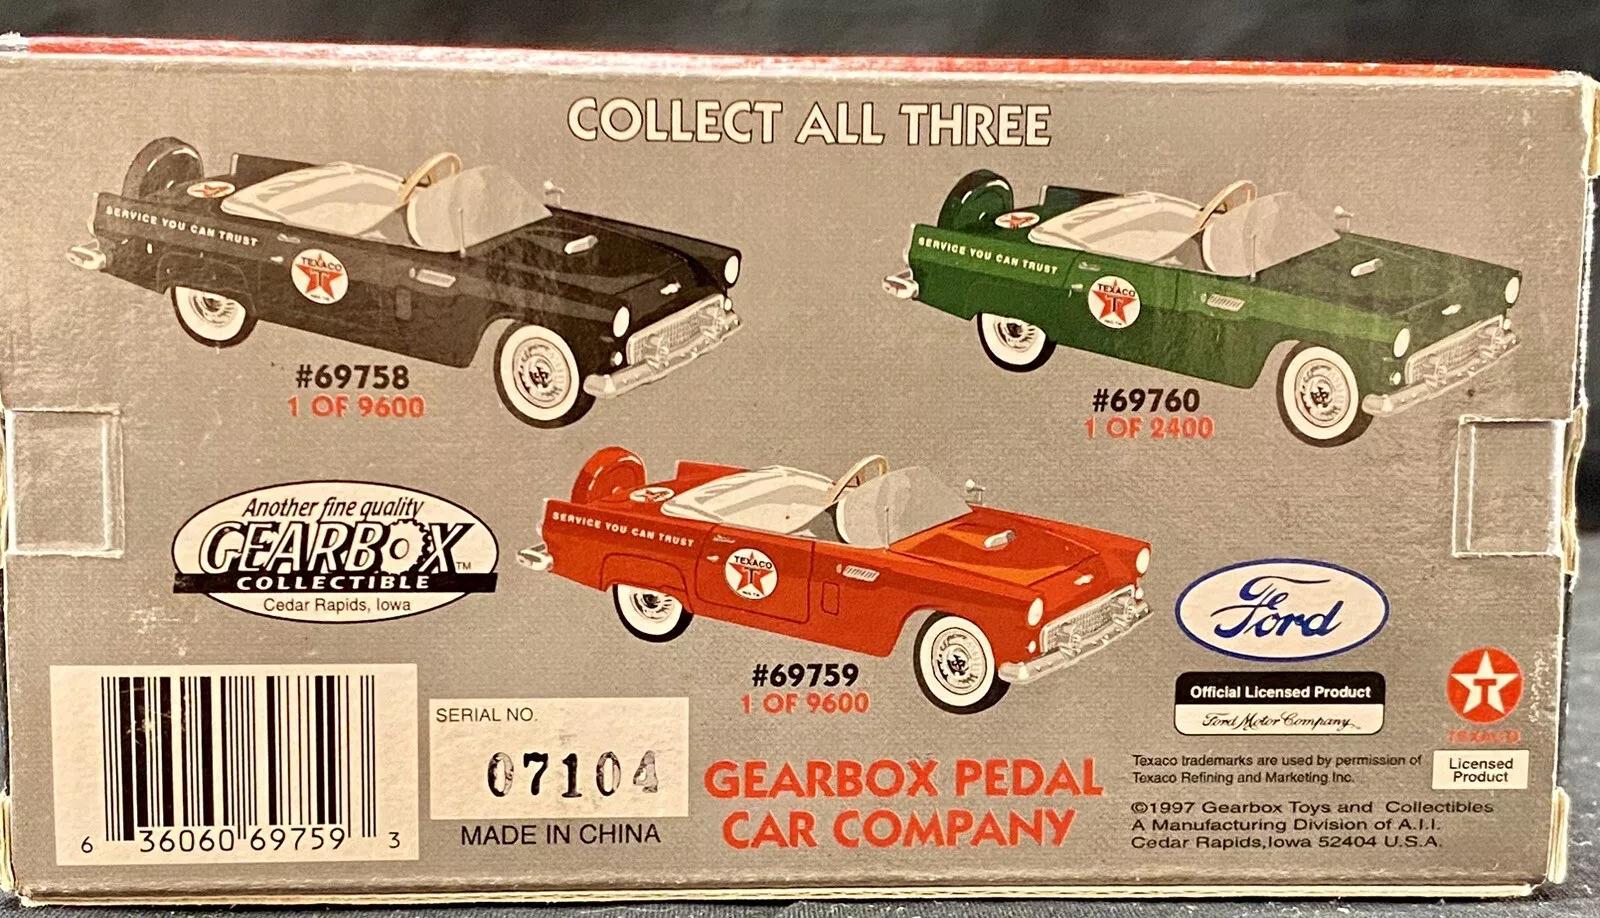 COLLECT ALL THREE
SERVICE YOU CAN TRUST
TEXACO
T
#69758
1 OF 9600
SERVICE YOU CAN TRUST
TEXACO
T
#69760
1 OF 2400
SERVICE YOU CAN TRUST
TEXACO
T
#69759
1 OF 9600
Another fine quality
GEARBOX™
COLLECTIBLE
Cedar Rapids, Iowa
Ford
Official Licensed Product
Ford Motor Company
T
TEXACO
Licensed
Product
6 36060 69759 3
SERIAL NO.
07104
MADE IN CHINA
GEARBOX PEDAL
CAR COMPANY
Texaco trademarks are used by permission of
Texaco Refining and Marketing Inc.
©1997 Gearbox Toys and Collectibles
A Manufacturing Division of A.I.I.
Cedar Rapids,Iowa 52404 U.S.A.